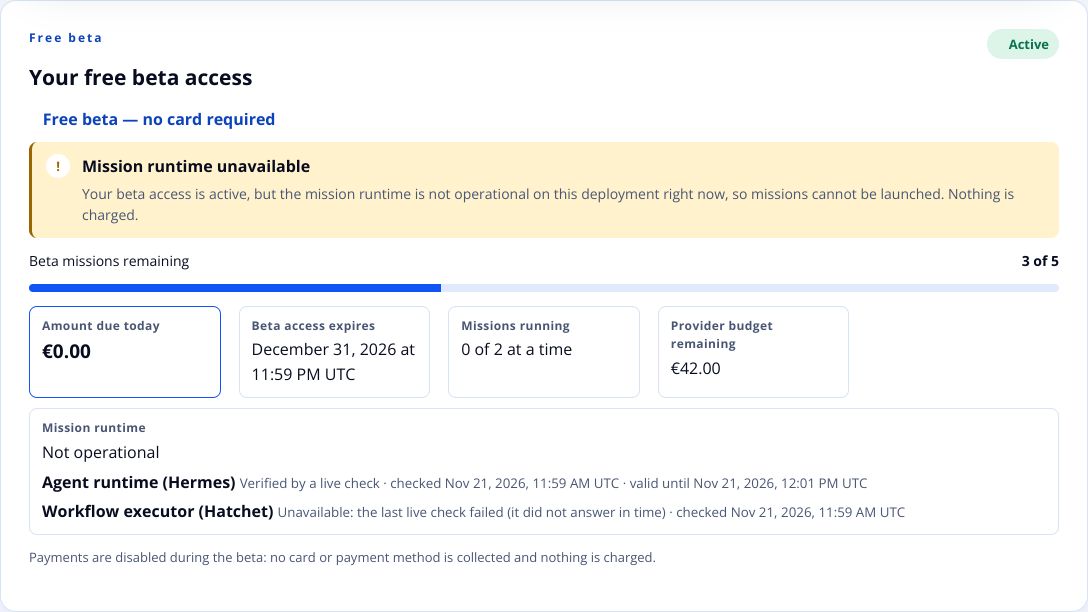 Free beta
Active
Your free beta access
Free beta — no card required
!
Mission runtime unavailable
Your beta access is active, but the mission runtime is not operational on this deployment right now, so missions cannot be launched. Nothing is
charged.
Beta missions remaining
3 of 5
Amount due today
€0.00
Beta access expires
December 31, 2026 at
11:59 PM UTC
Missions running
0 of 2 at a time
Provider budget
remaining
€42.00
Mission runtime
Not operational
Agent runtime (Hermes) Verified by a live check · checked Nov 21, 2026, 11:59 AM UTC · valid until Nov 21, 2026, 12:01 PM UTC
Workflow executor (Hatchet) Unavailable: the last live check failed (it did not answer in time) · checked Nov 21, 2026, 11:59 AM UTC
Payments are disabled during the beta: no card or payment method is collected and nothing is charged.